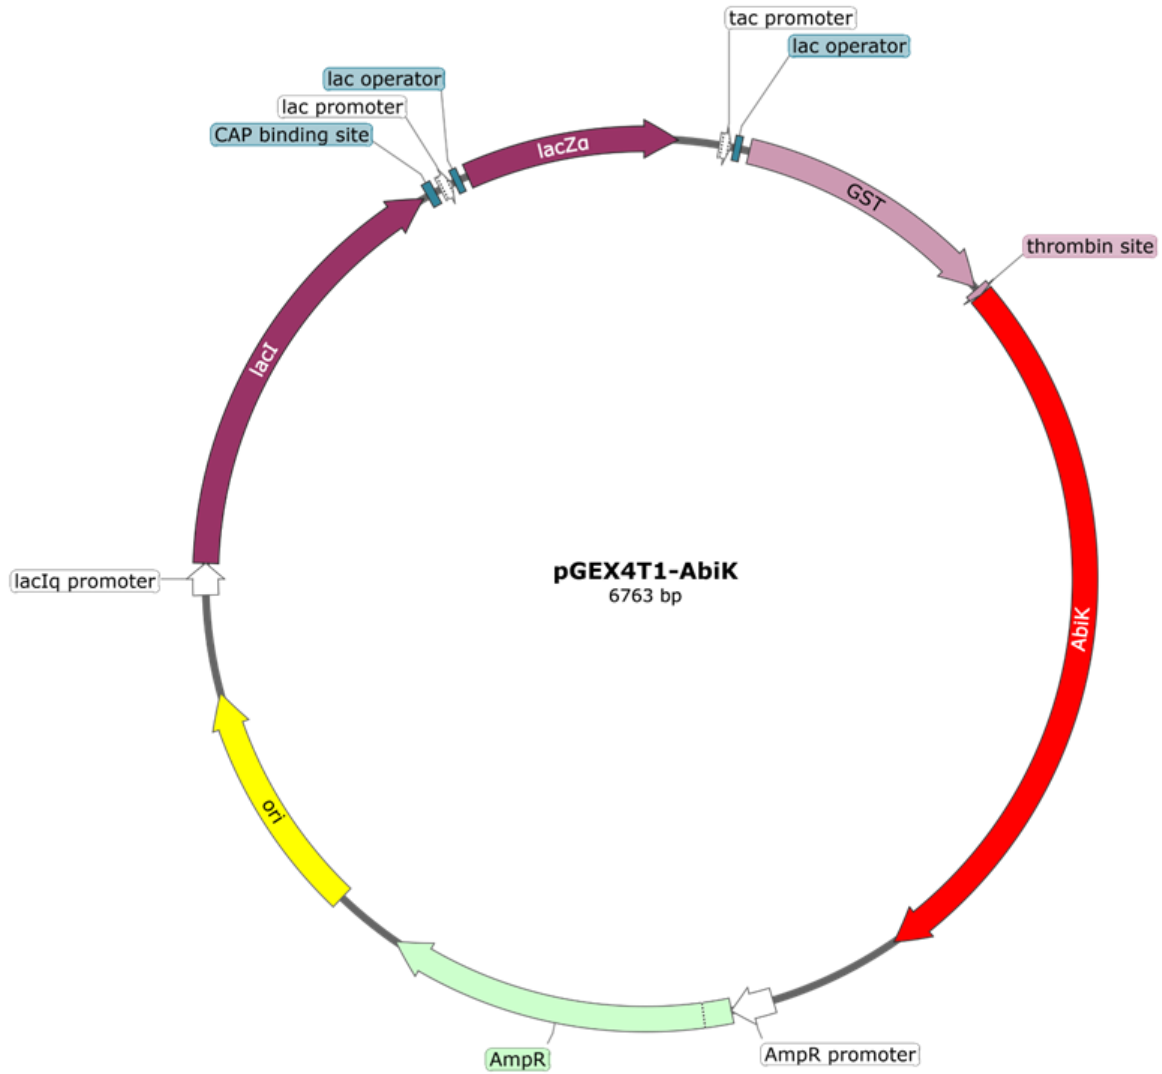 tac promoter
lac operator
lac operator
lac promoter
CAP binding site
lacZα
GST
thrombin site
lacI
pGEX4T1-AbiK
6763 bp
lacIq promoter
AbiK
ori
AmpR
AmpR promoter